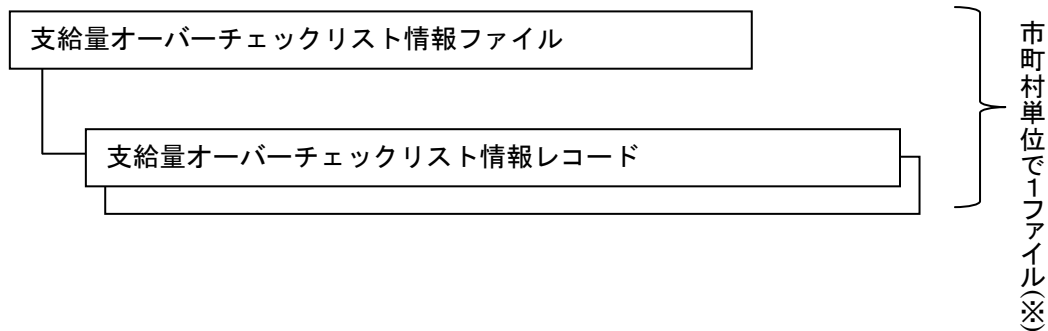 支給量オーバーチェックリスト情報ファイル
支給量オーバーチェックリスト情報レコード
市町村単位で1ファイル(※)